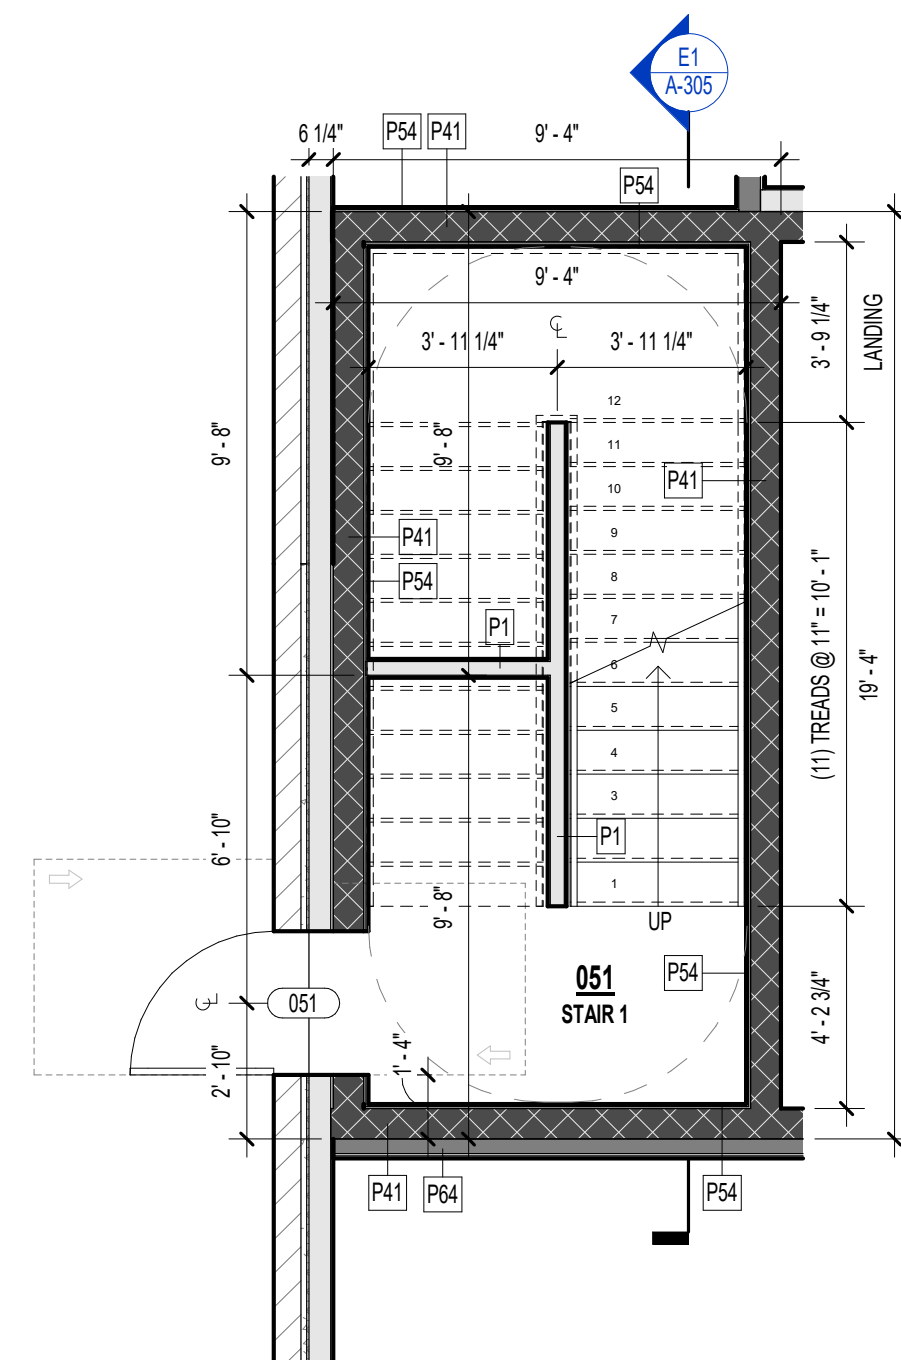 E1
A-305
6 1/4"
P54
P41
9' - 4"
P54
9' - 4"
℄
3' - 11 1/4"
3' - 11 1/4"
3' - 9 1/4"
LANDING
12
11
10
9
8
7
6
5
4
3
1
9' - 8"
9' - 8"
P41
P41
P54
P1
(11) TREADS @ 11" = 10' - 1"
19' - 4"
6' - 10"
P1
9' - 8"
UP
P54
051
STAIR 1
℄
051
4' - 2 3/4"
2' - 10"
1' - 4"
P41
P64
P54